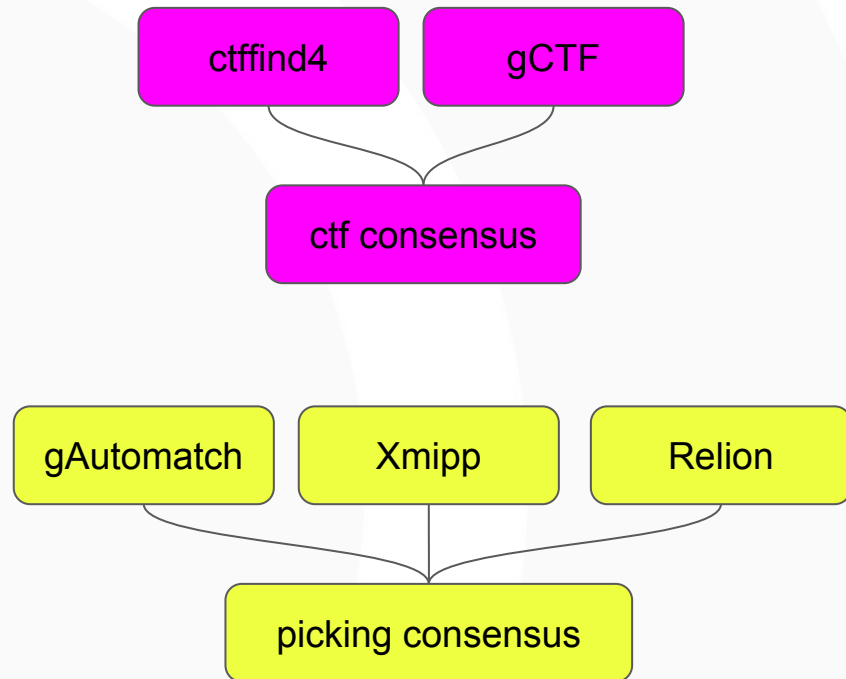 ctffind4
gCTF
ctf consensus
gAutomatch
Xmipp
Relion
picking consensus